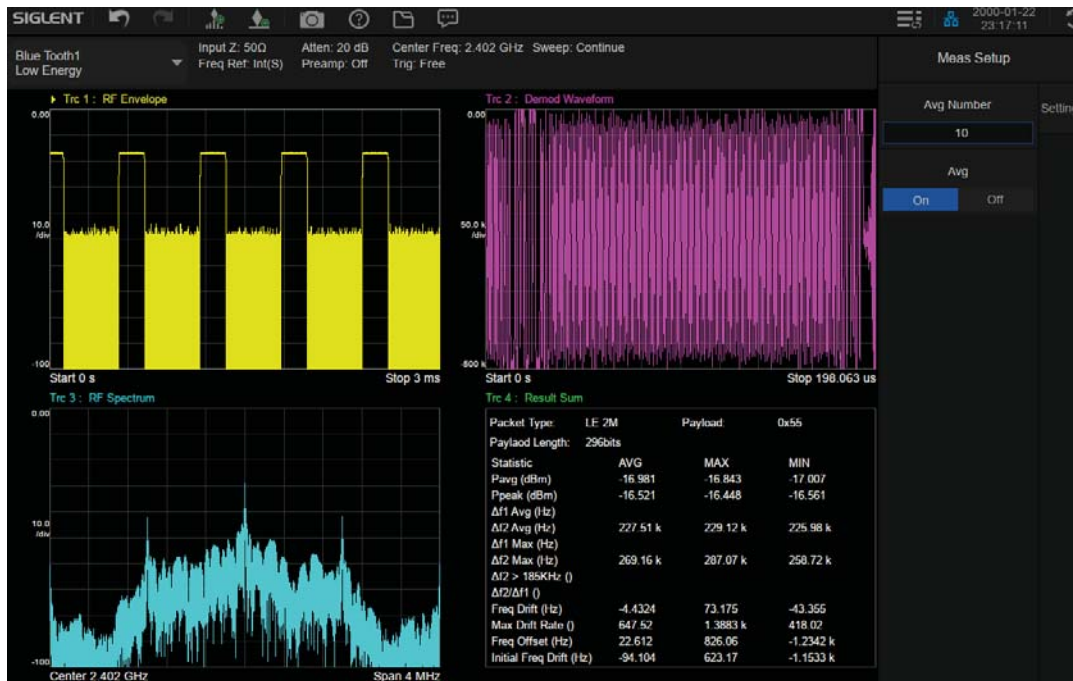 SIGLENT
2000-01-22
23:17:11
Blue Tooth1
Low Energy
Input Z: 50Ω Atten: 20 dB Center Freq: 2.402 GHz Sweep: Continue
Freq Ref: Int(S) Preamp: Off Trig: Free
Meas Setup
Avg Number
10
Avg
On Off
Settin
Trc 1 : RF Envelope
0.00
10.0
/div
-100
Start 0 s Stop 3 ms
Trc 2 : Demod Waveform
0.00
50.0 k
/div
-500 k
Start 0 s Stop 198.063 us
Trc 3 : RF Spectrum
0.00
10.0
/div
-100
Center 2.402 GHz Span 4 MHz
Trc 4 : Result Sum
Packet Type: LE 2M Payload: 0x55
Paylaod Length: 296bits
Statistic AVG MAX MIN
Pavg (dBm) -16.981 -16.843 -17.007
Ppeak (dBm) -16.521 -16.448 -16.561
Δf1 Avg (Hz)
Δf2 Avg (Hz) 227.51 k 229.12 k 225.98 k
Δf1 Max (Hz)
Δf2 Max (Hz) 269.16 k 287.07 k 258.72 k
Δf2 > 185KHz ()
Δf2/Δf1 ()
Freq Drift (Hz) -4.4324 73.175 -43.355
Max Drift Rate () 647.52 1.3883 k 418.02
Freq Offset (Hz) 22.612 826.06 -1.2342 k
Initial Freq Drift (Hz) -94.104 623.17 -1.1533 k